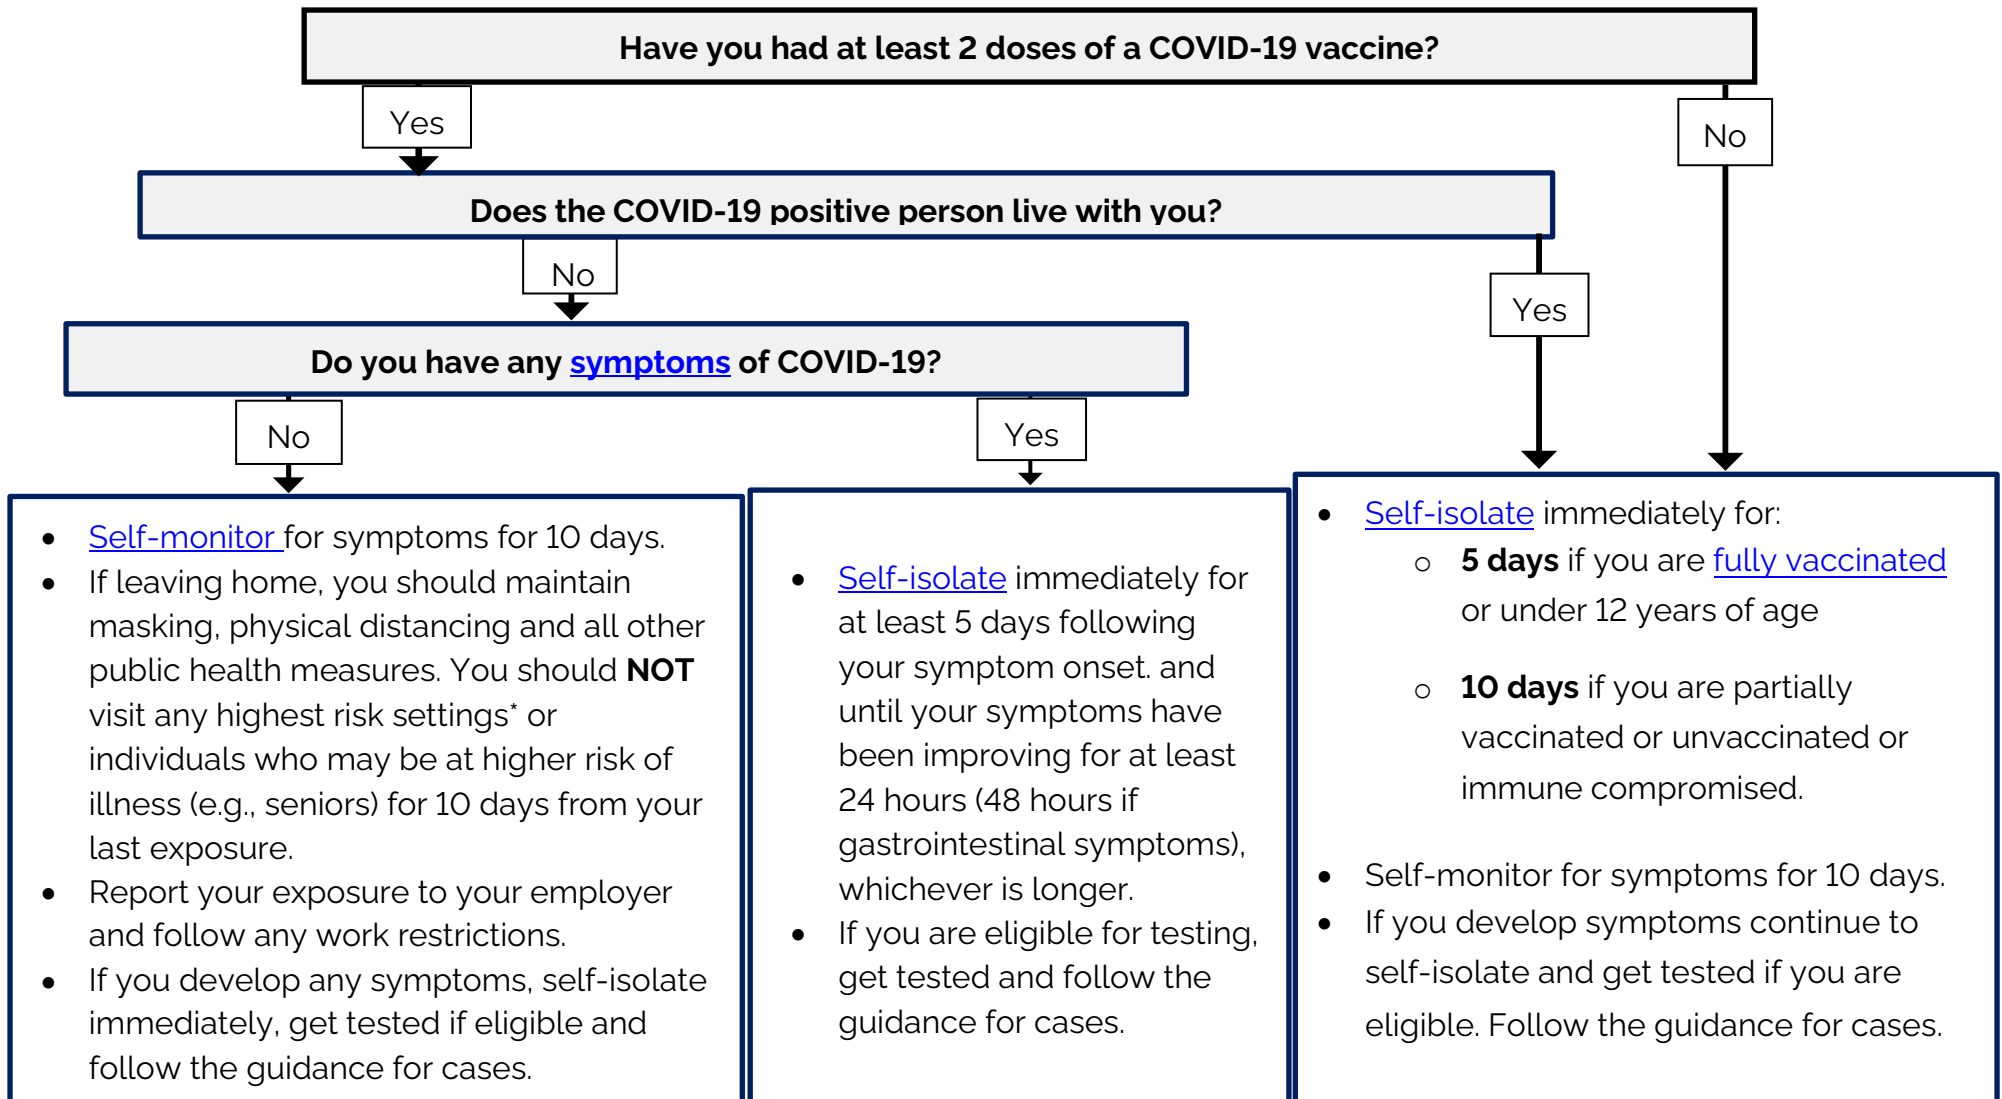 Have you had at least 2 doses of a COVID-19 vaccine?
Yes
No
Does the COVID-19 positive person live with you?
No
Yes
Do you have any symptoms of COVID-19?
No
Yes
• Self-monitor for symptoms for 10 days.
• If leaving home, you should maintain
masking, physical distancing and all other
public health measures. You should NOT
visit any highest risk settings* or
individuals who may be at higher risk of
illness (e.g., seniors) for 10 days from your
last exposure.
• Report your exposure to your employer
and follow any work restrictions.
• If you develop any symptoms, self-isolate
immediately, get tested if eligible and
follow the guidance for cases.
• Self-isolate immediately for
at least 5 days following
your symptom onset. and
until your symptoms have
been improving for at least
24 hours (48 hours if
gastrointestinal symptoms),
whichever is longer.
• If you are eligible for testing,
get tested and follow the
guidance for cases.
• Self-isolate immediately for:
o 5 days if you are fully vaccinated
or under 12 years of age
o 10 days if you are partially
vaccinated or unvaccinated or
immune compromised.
• Self-monitor for symptoms for 10 days.
• If you develop symptoms continue to
self-isolate and get tested if you are
eligible. Follow the guidance for cases.